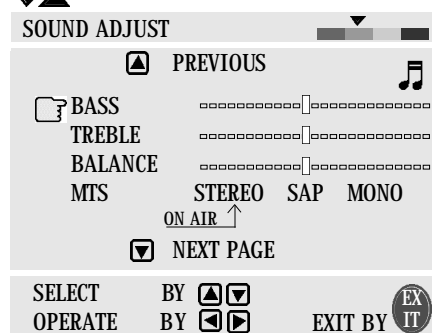 SOUND ADJUST
PREVIOUS
BASS
TREBLE
BALANCE
MTS STEREO SAP MONO
ON AIR
NEXT PAGE
SELECT BY
OPERATE BY EXIT BY EXIT